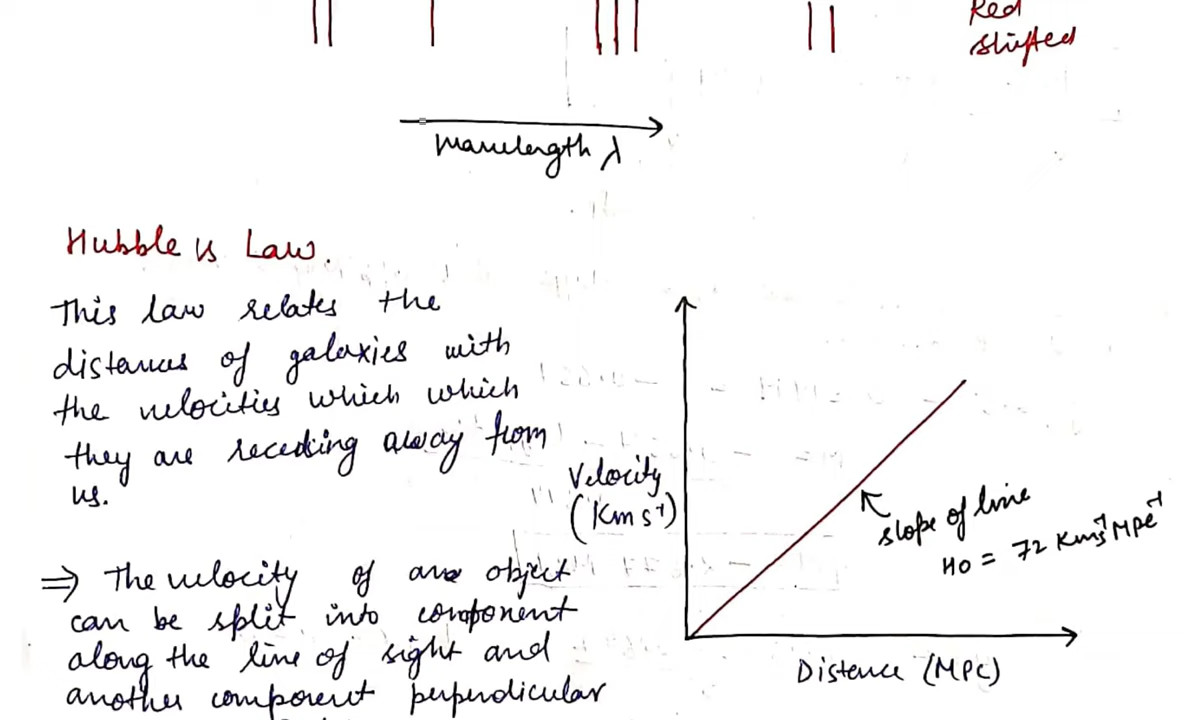 Red
Shifted
wavelength λ
Hubble's Law.
This law relates the
distances of galaxies with
the velocities which which
they are receding away from
us.
Velocity
(Kms⁻¹)
slope of line
H0 = 72 Kms⁻¹ MPc⁻¹
Distance (MPC)
⇒ The velocity of an object
can be split into component
along the line of sight and
another component perpendicular